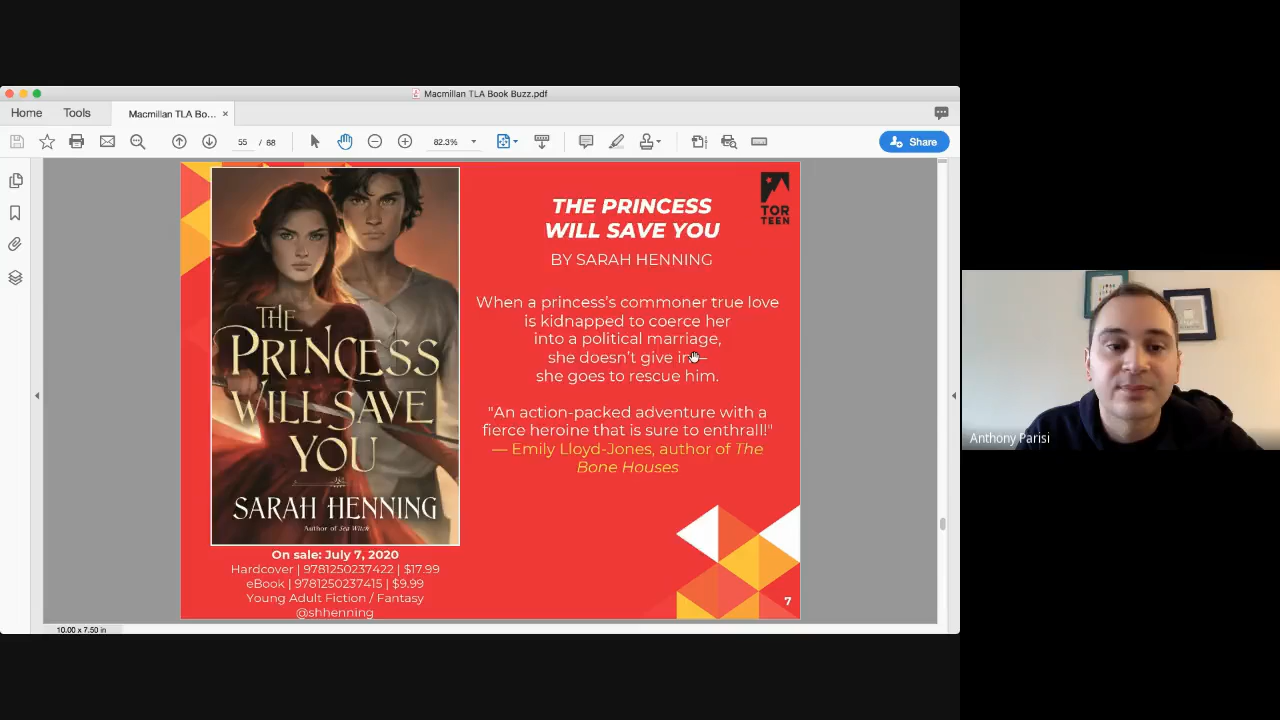 Macmillan TLA Book Buzz.pdf
Home
Tools
Macmillan TLA Bo... ×
55 / 68
82.3%
Share
THE PRINCESS
WILL SAVE YOU
TOR
TEEN
BY SARAH HENNING
When a princess's commoner true love
is kidnapped to coerce her
into a political marriage,
she doesn't give in—
she goes to rescue him.
"An action-packed adventure with a
fierce heroine that is sure to enthrall!"
— Emily Lloyd-Jones, author of The
Bone Houses
THE
PRINCESS
WILL SAVE
YOU
SARAH HENNING
Author of Sea Witch
On sale: July 7, 2020
Hardcover | 9781250237422 | $17.99
eBook | 9781250237415 | $9.99
Young Adult Fiction / Fantasy
@shhenning
7
10.00 x 7.50 in
Anthony Parisi